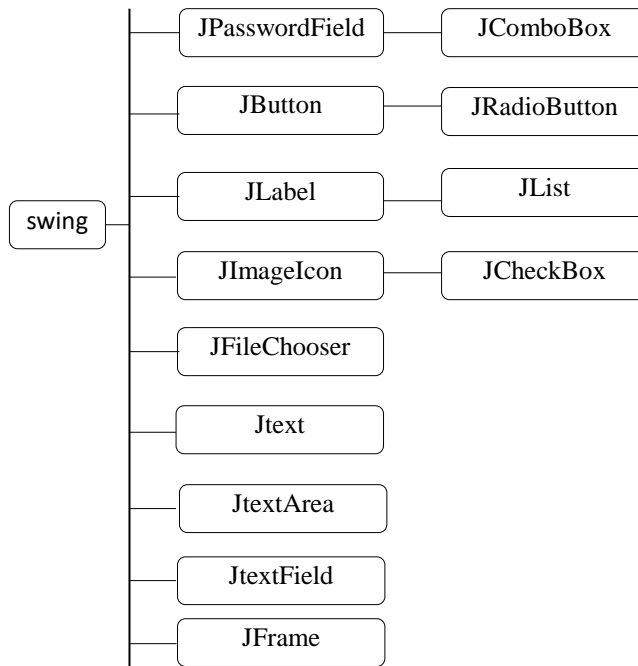 JPasswordField JComboBox
JButton JRadioButton
JLabel JList
swing
JImageIcon JCheckBox
JFileChooser
Jtext
JtextArea
JtextField
JFrame